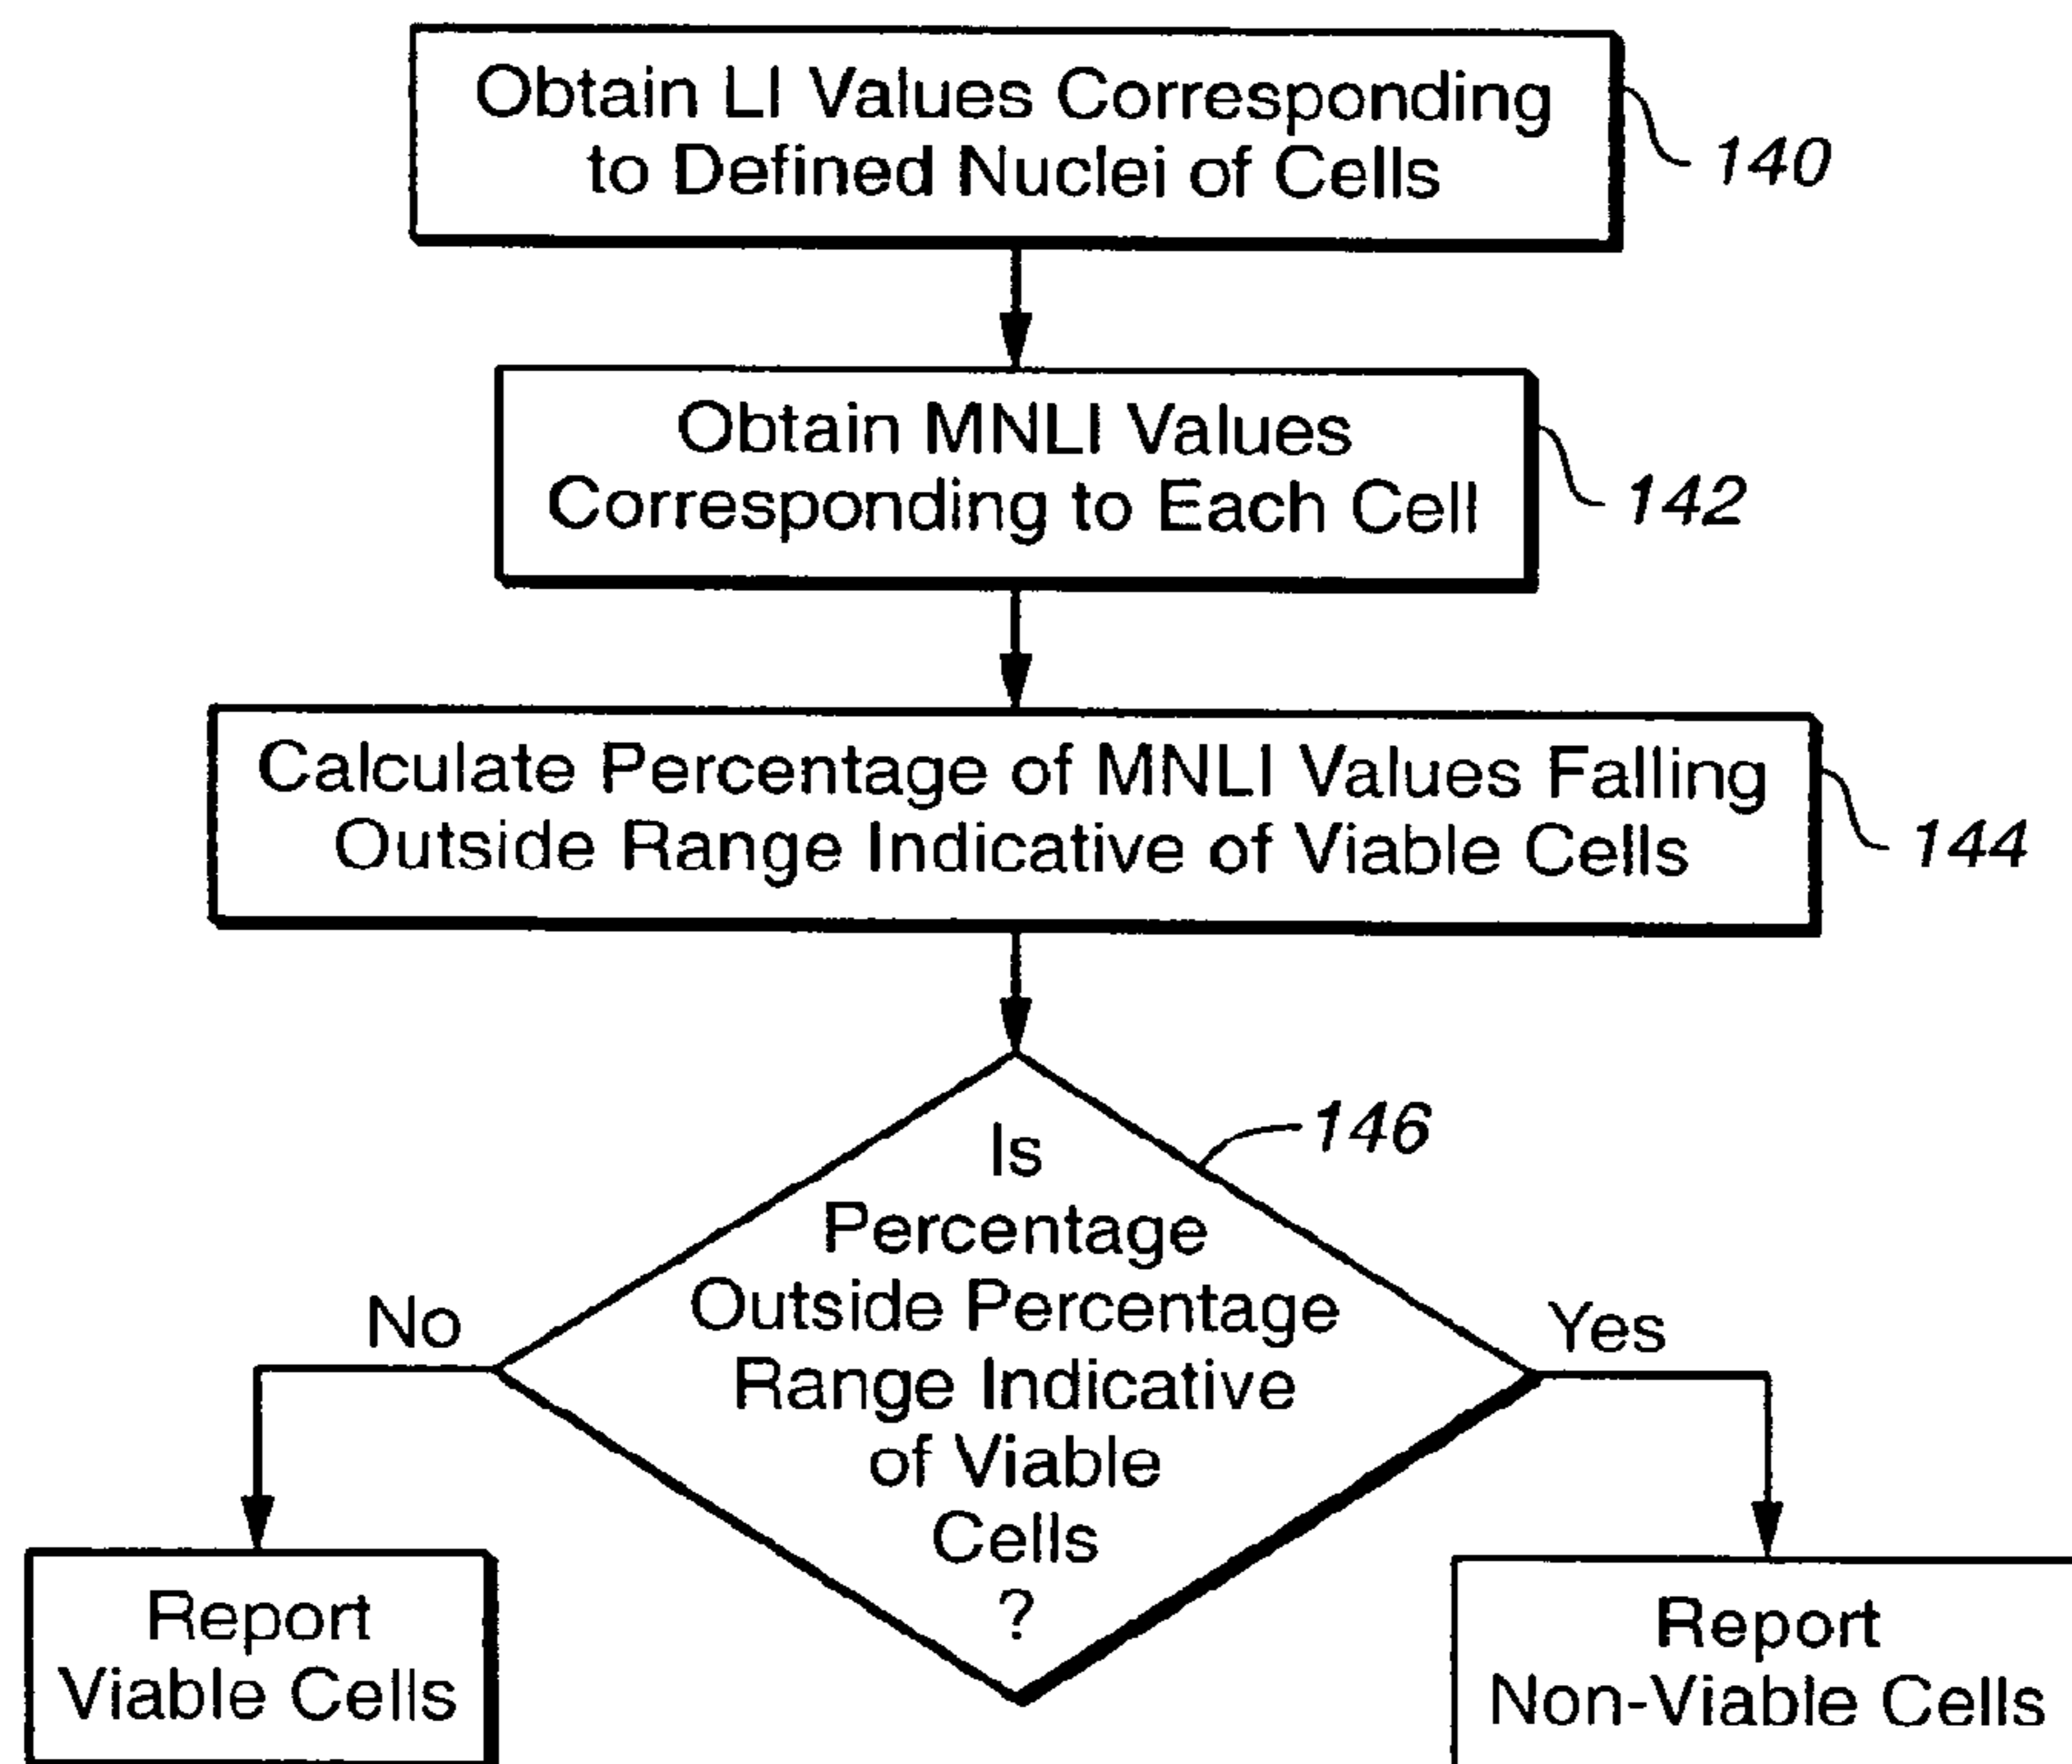 Obtain LI Values Corresponding
to Defined Nuclei of Cells
140
Obtain MNLI Values
Corresponding to Each Cell
142
Calculate Percentage of MNLI Values Falling
Outside Range Indicative of Viable Cells
144
Is
Percentage
Outside Percentage
Range Indicative
of Viable
Cells
?
146
No
Yes
Report
Viable Cells
Report
Non-Viable Cells